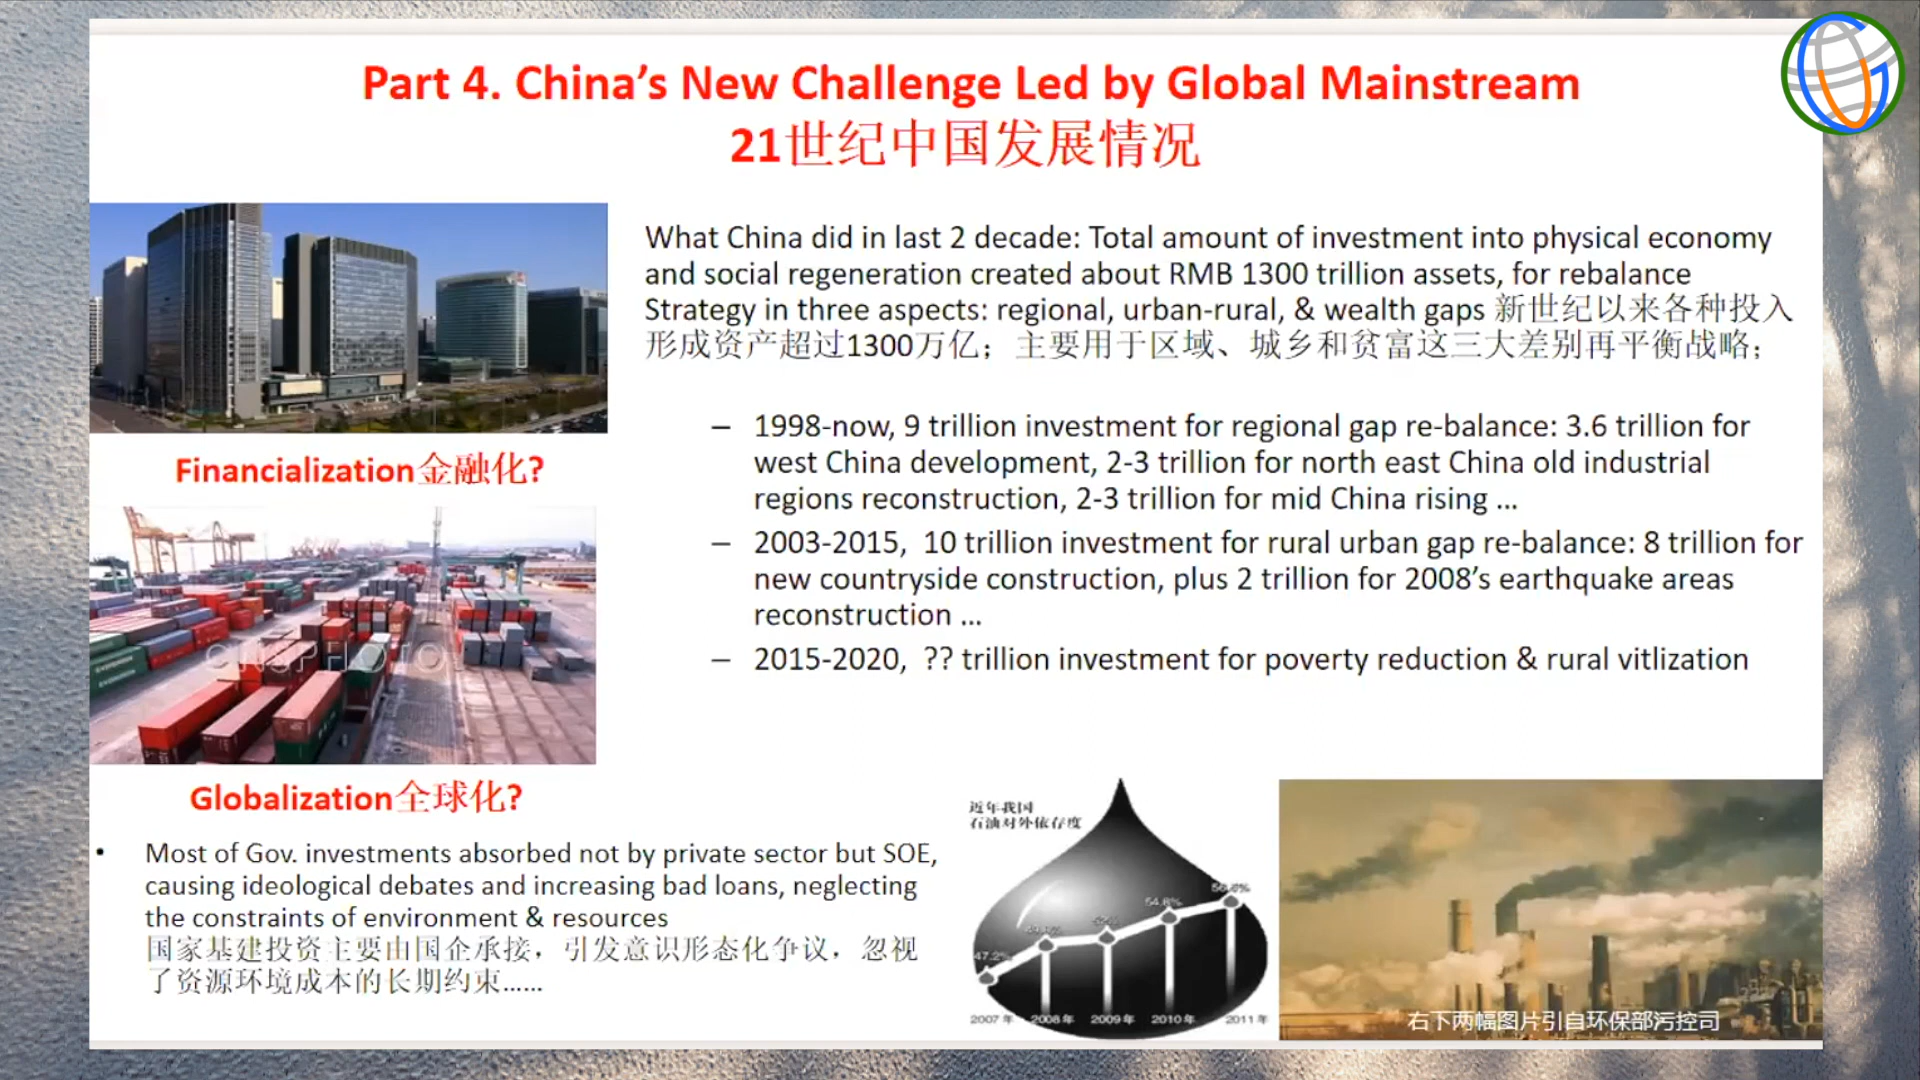 Part 4. China's New Challenge Led by Global Mainstream
21世纪中国发展情况
What China did in last 2 decade: Total amount of investment into physical economy
and social regeneration created about RMB 1300 trillion assets, for rebalance
Strategy in three aspects: regional, urban-rural, & wealth gaps 新世纪以来各种投入
形成资产超过1300万亿；主要用于区域、城乡和贫富这三大差别再平衡战略；
– 1998-now, 9 trillion investment for regional gap re-balance: 3.6 trillion for
west China development, 2-3 trillion for north east China old industrial
regions reconstruction, 2-3 trillion for mid China rising ...
– 2003-2015, 10 trillion investment for rural urban gap re-balance: 8 trillion for
new countryside construction, plus 2 trillion for 2008's earthquake areas
reconstruction ...
– 2015-2020, ?? trillion investment for poverty reduction & rural vitlization
Financialization金融化?
Globalization全球化?
• Most of Gov. investments absorbed not by private sector but SOE,
causing ideological debates and increasing bad loans, neglecting
the constraints of environment & resources
国家基建投资主要由国企承接，引发意识形态化争议，忽视
了资源环境成本的长期约束……
近年我国
石油对外依存度
47.2%
54.8%
2007年 2008年 2009年 2010年 2011年
右下两幅图片引自环保部污控司